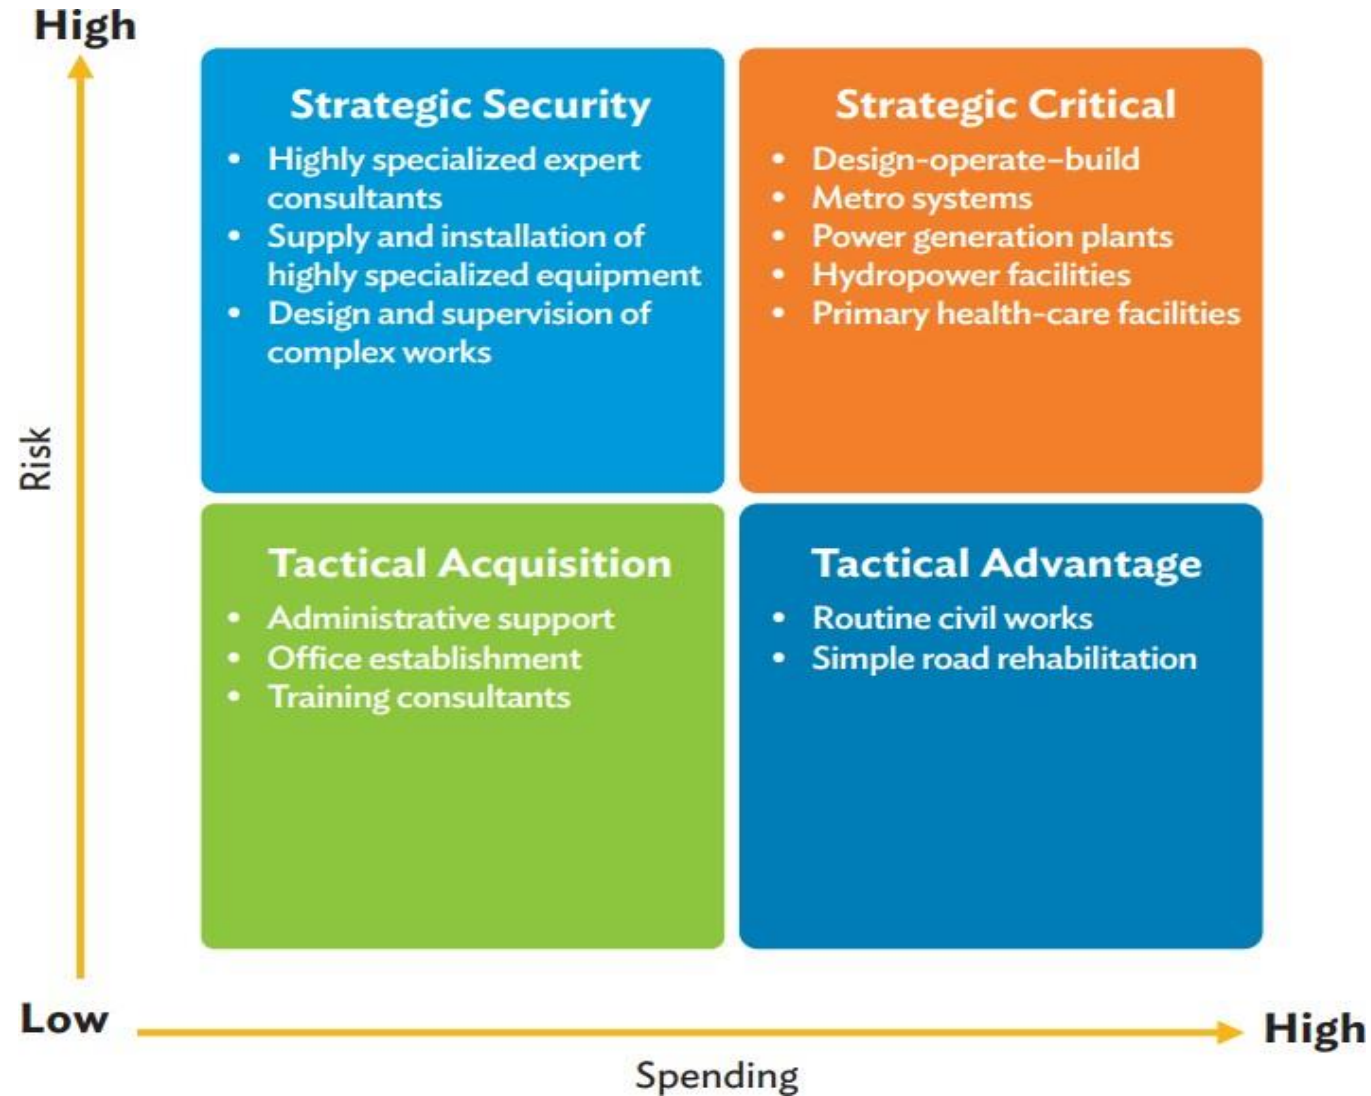 High
Strategic Security
• Highly specialized expert
consultants
• Supply and installation of
highly specialized equipment
• Design and supervision of
complex works
Strategic Critical
• Design-operate–build
• Metro systems
• Power generation plants
• Hydropower facilities
• Primary health-care facilities
Risk
Tactical Acquisition
• Administrative support
• Office establishment
• Training consultants
Tactical Advantage
• Routine civil works
• Simple road rehabilitation
Low
High
Spending